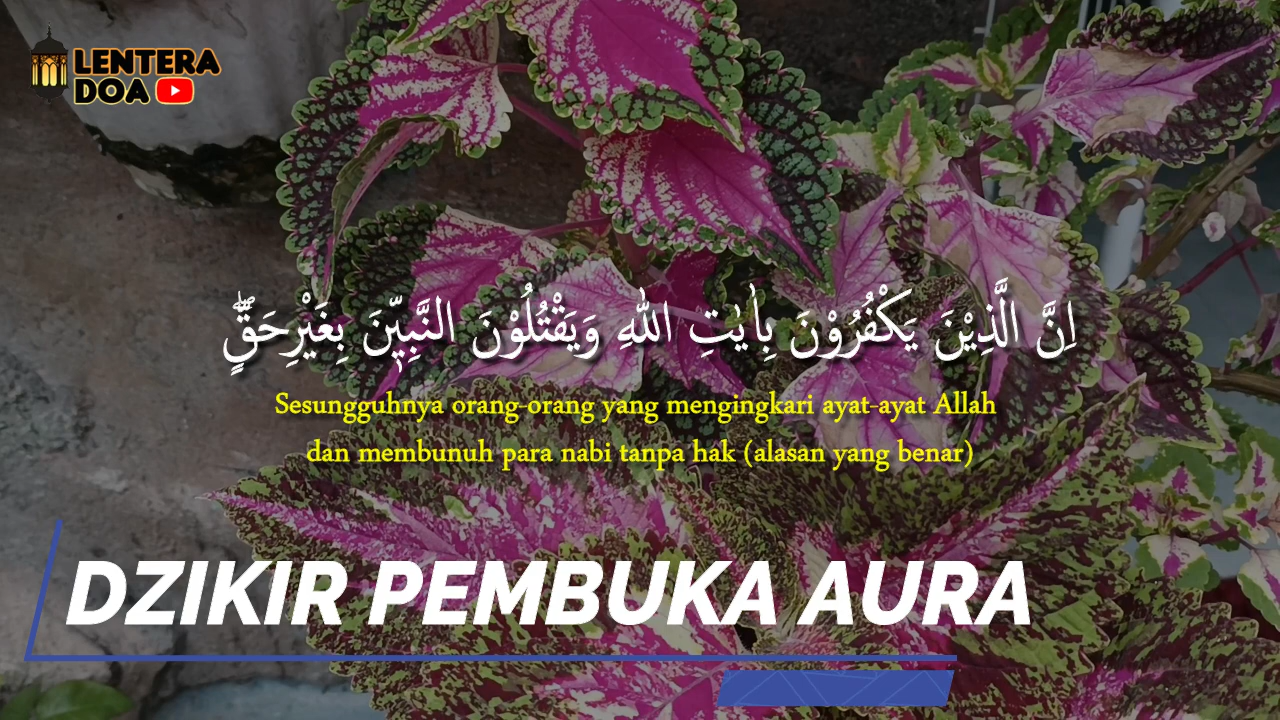 LENTERA
DOA
اِنَّ الَّذِيْنَ يَكْفُرُوْنَ بِاٰيٰتِ اللّٰهِ وَيَقْتُلُوْنَ النَّبِيّٖنَ بِغَيْرِحَقٍّۖ
Sesungguhnya orang-orang yang mengingkari ayat-ayat Allah
dan membunuh para nabi tanpa hak (alasan yang benar)
DZIKIR PEMBUKA AURA